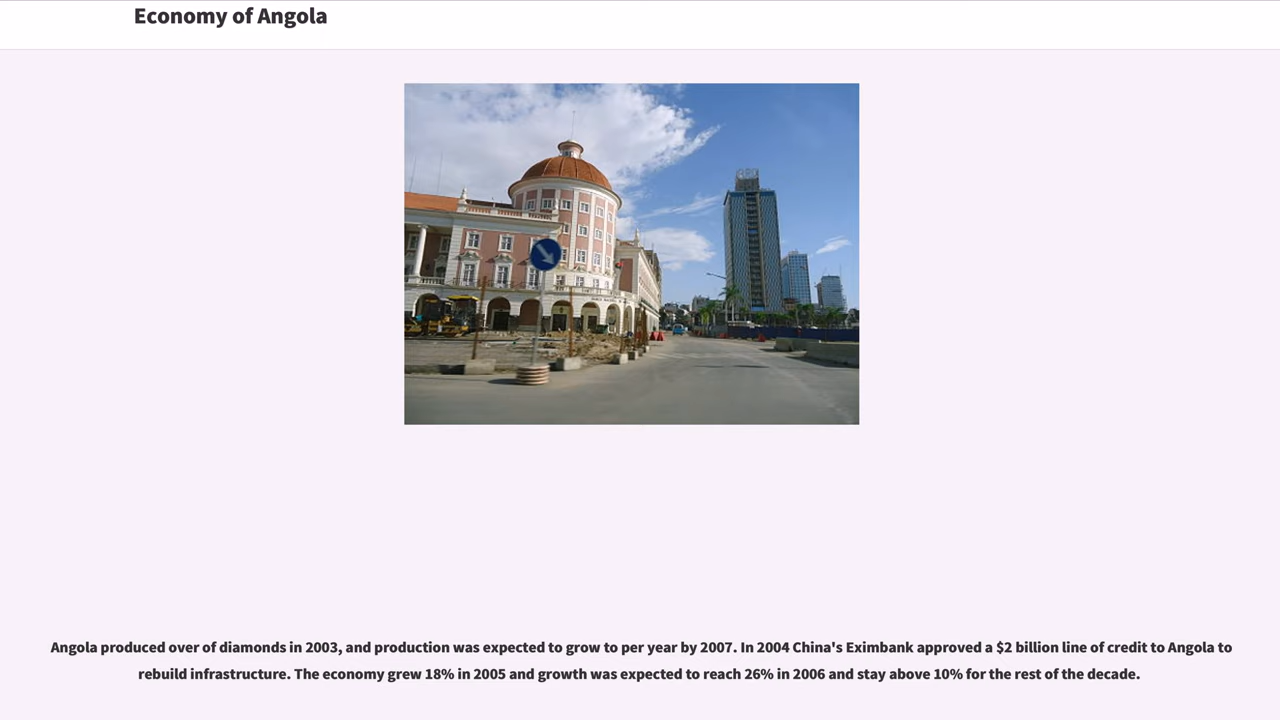 Economy of Angola
Angola produced over of diamonds in 2003, and production was expected to grow to per year by 2007. In 2004 China's Eximbank approved a $2 billion line of credit to Angola to
rebuild infrastructure. The economy grew 18% in 2005 and growth was expected to reach 26% in 2006 and stay above 10% for the rest of the decade.